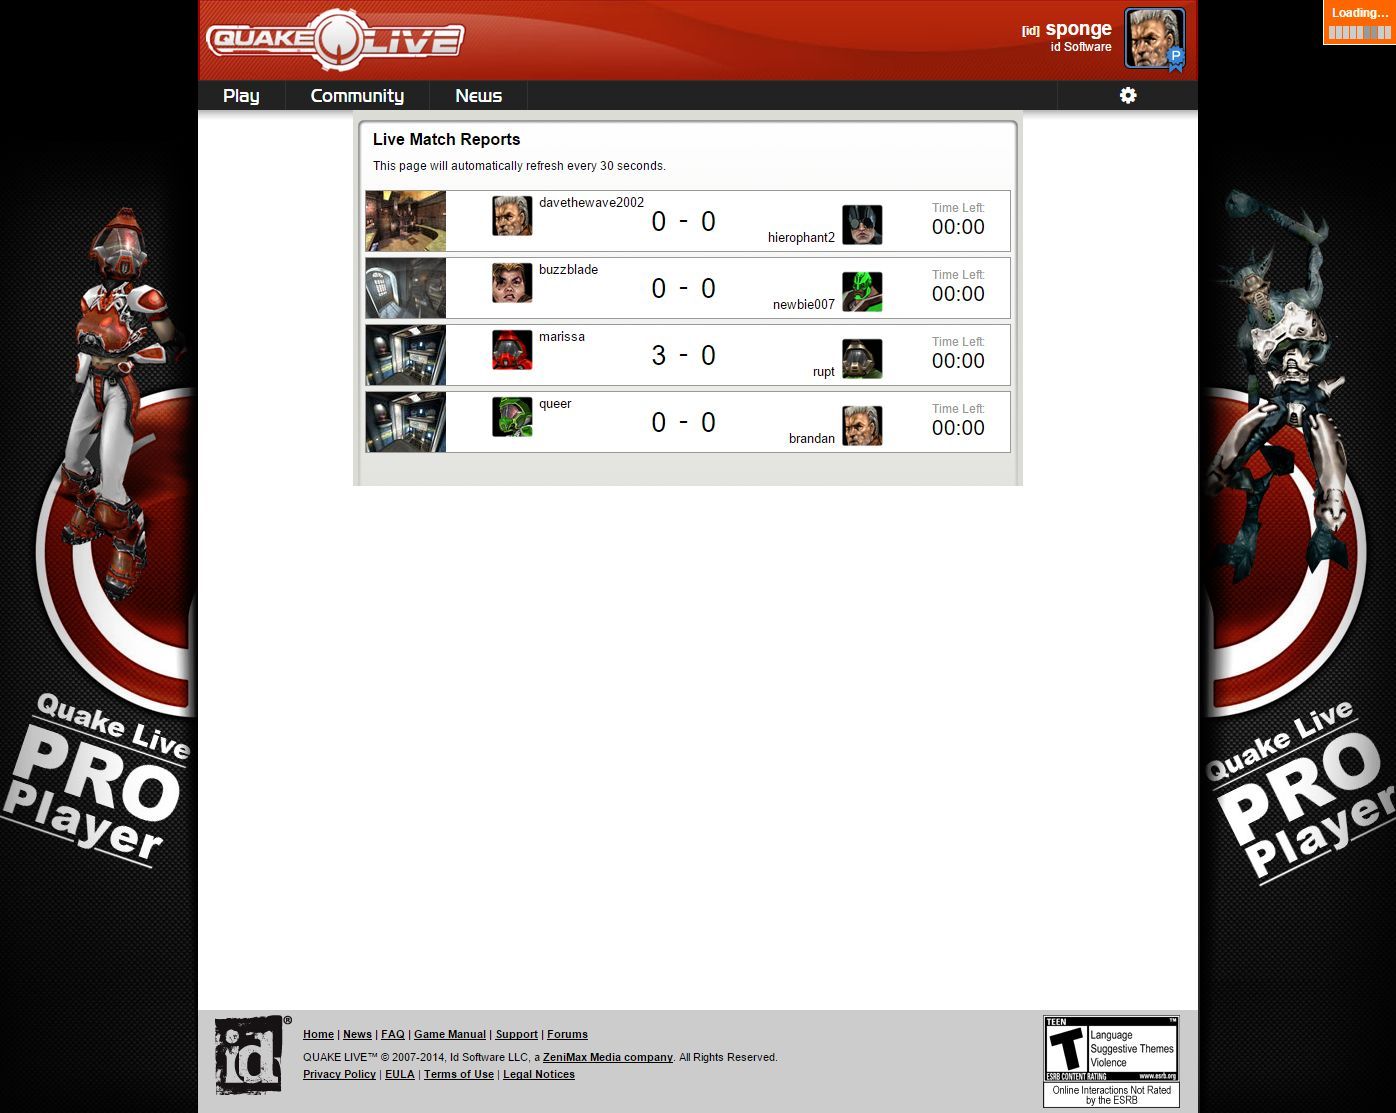 QUAKE LIVE
[id] sponge
id Software
P
Loading...
Play
Community
News
Live Match Reports
This page will automatically refresh every 30 seconds.
davethewave2002
0 - 0
hierophant2
Time Left:
00:00
buzzblade
0 - 0
newbie007
Time Left:
00:00
marissa
3 - 0
rupt
Time Left:
00:00
queer
0 - 0
brandan
Time Left:
00:00
Quake Live
PRO
Player
Quake Live
PRO
Player
id®
Home | News | FAQ | Game Manual | Support | Forums
QUAKE LIVE™ © 2007-2014, Id Software LLC, a ZeniMax Media company. All Rights Reserved.
Privacy Policy | EULA | Terms of Use | Legal Notices
TEEN ™
T
Language
Suggestive Themes
Violence
ESRB CONTENT RATING www.esrb.org
Online Interactions Not Rated
by the ESRB